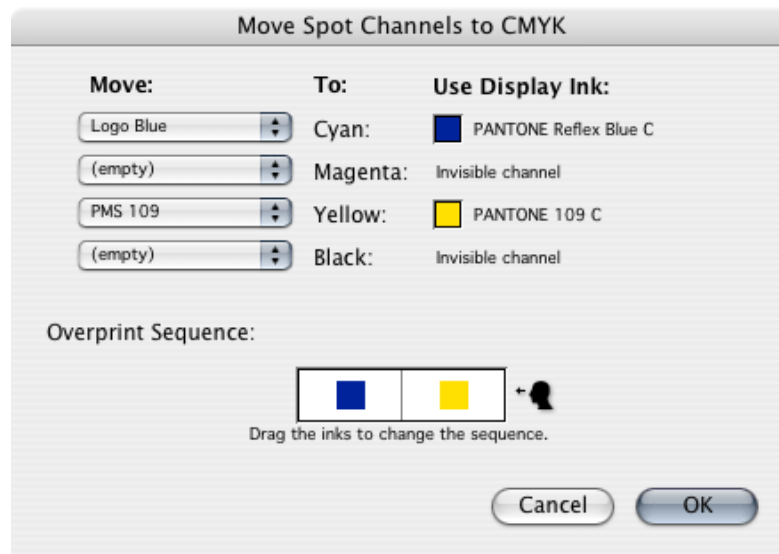 Move Spot Channels to CMYK
Move: To: Use Display Ink:
Logo Blue Cyan: PANTONE Reflex Blue C
(empty) Magenta: Invisible channel
PMS 109 Yellow: PANTONE 109 C
(empty) Black: Invisible channel
Overprint Sequence:
Drag the inks to change the sequence.
Cancel OK